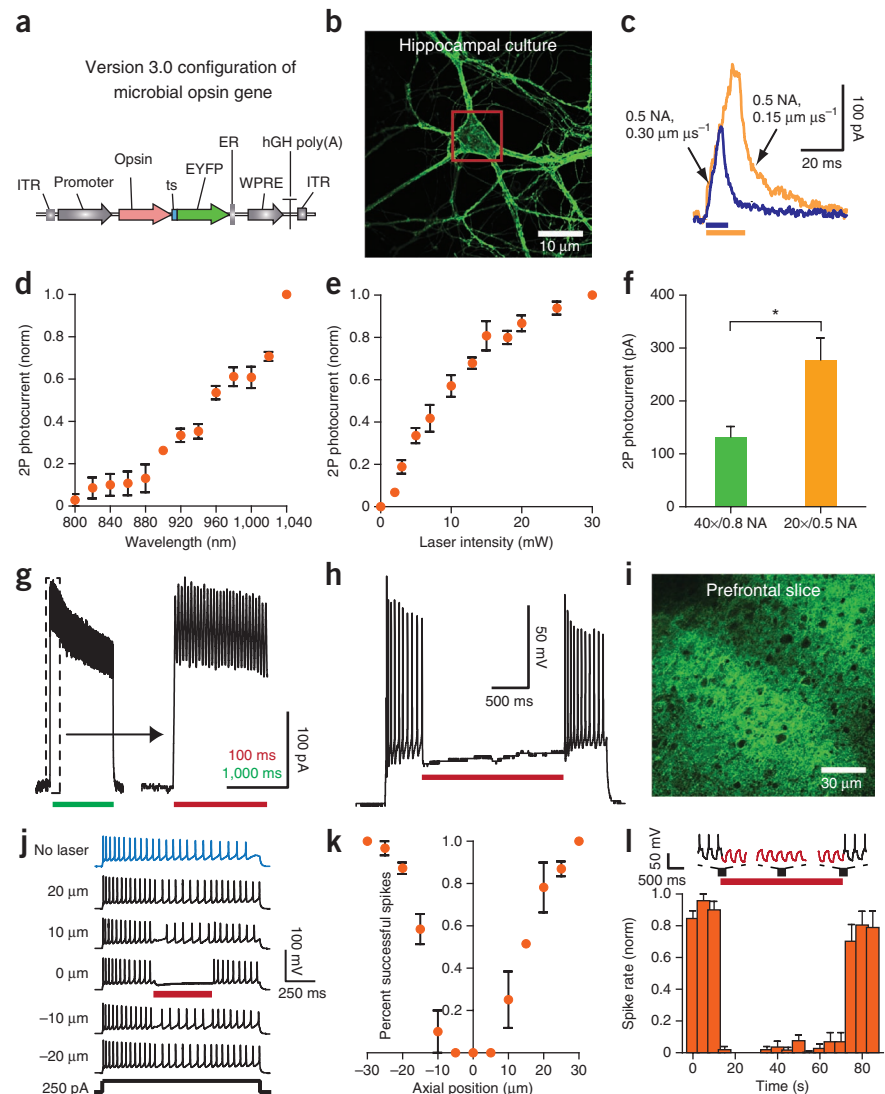 a
Version 3.0 configuration of
microbial opsin gene
ITR
Promoter
Opsin
ts
EYFP
ER
WPRE
hGH poly(A)
ITR
b
Hippocampal culture
10 µm
c
0.5 NA,
0.30 µm µs⁻¹
0.5 NA,
0.15 µm µs⁻¹
100 pA
20 ms
d
2P photocurrent (norm)
1.0
0.8
0.6
0.4
0.2
0
800 840 880 920 960 1,000 1,040
Wavelength (nm)
e
2P photocurrent (norm)
1.0
0.8
0.6
0.4
0.2
0
0 10 20 30
Laser intensity (mW)
f
2P photocurrent (pA)
400
300
200
100
0
*
40×/0.8 NA 20×/0.5 NA
g
100 pA
100 ms
1,000 ms
h
50 mV
500 ms
i
Prefrontal slice
30 µm
j
No laser
20 µm
10 µm
0 µm
–10 µm
–20 µm
250 pA
100 mV
250 ms
k
Percent successful spikes
1.0
0.8
0.6
0.4
0.2
–30 –20 –10 0 10 20 30
Axial position (µm)
l
50 mV
500 ms
Spike rate (norm)
1.0
0.8
0.6
0.4
0.2
0
0 20 40 60 80
Time (s)